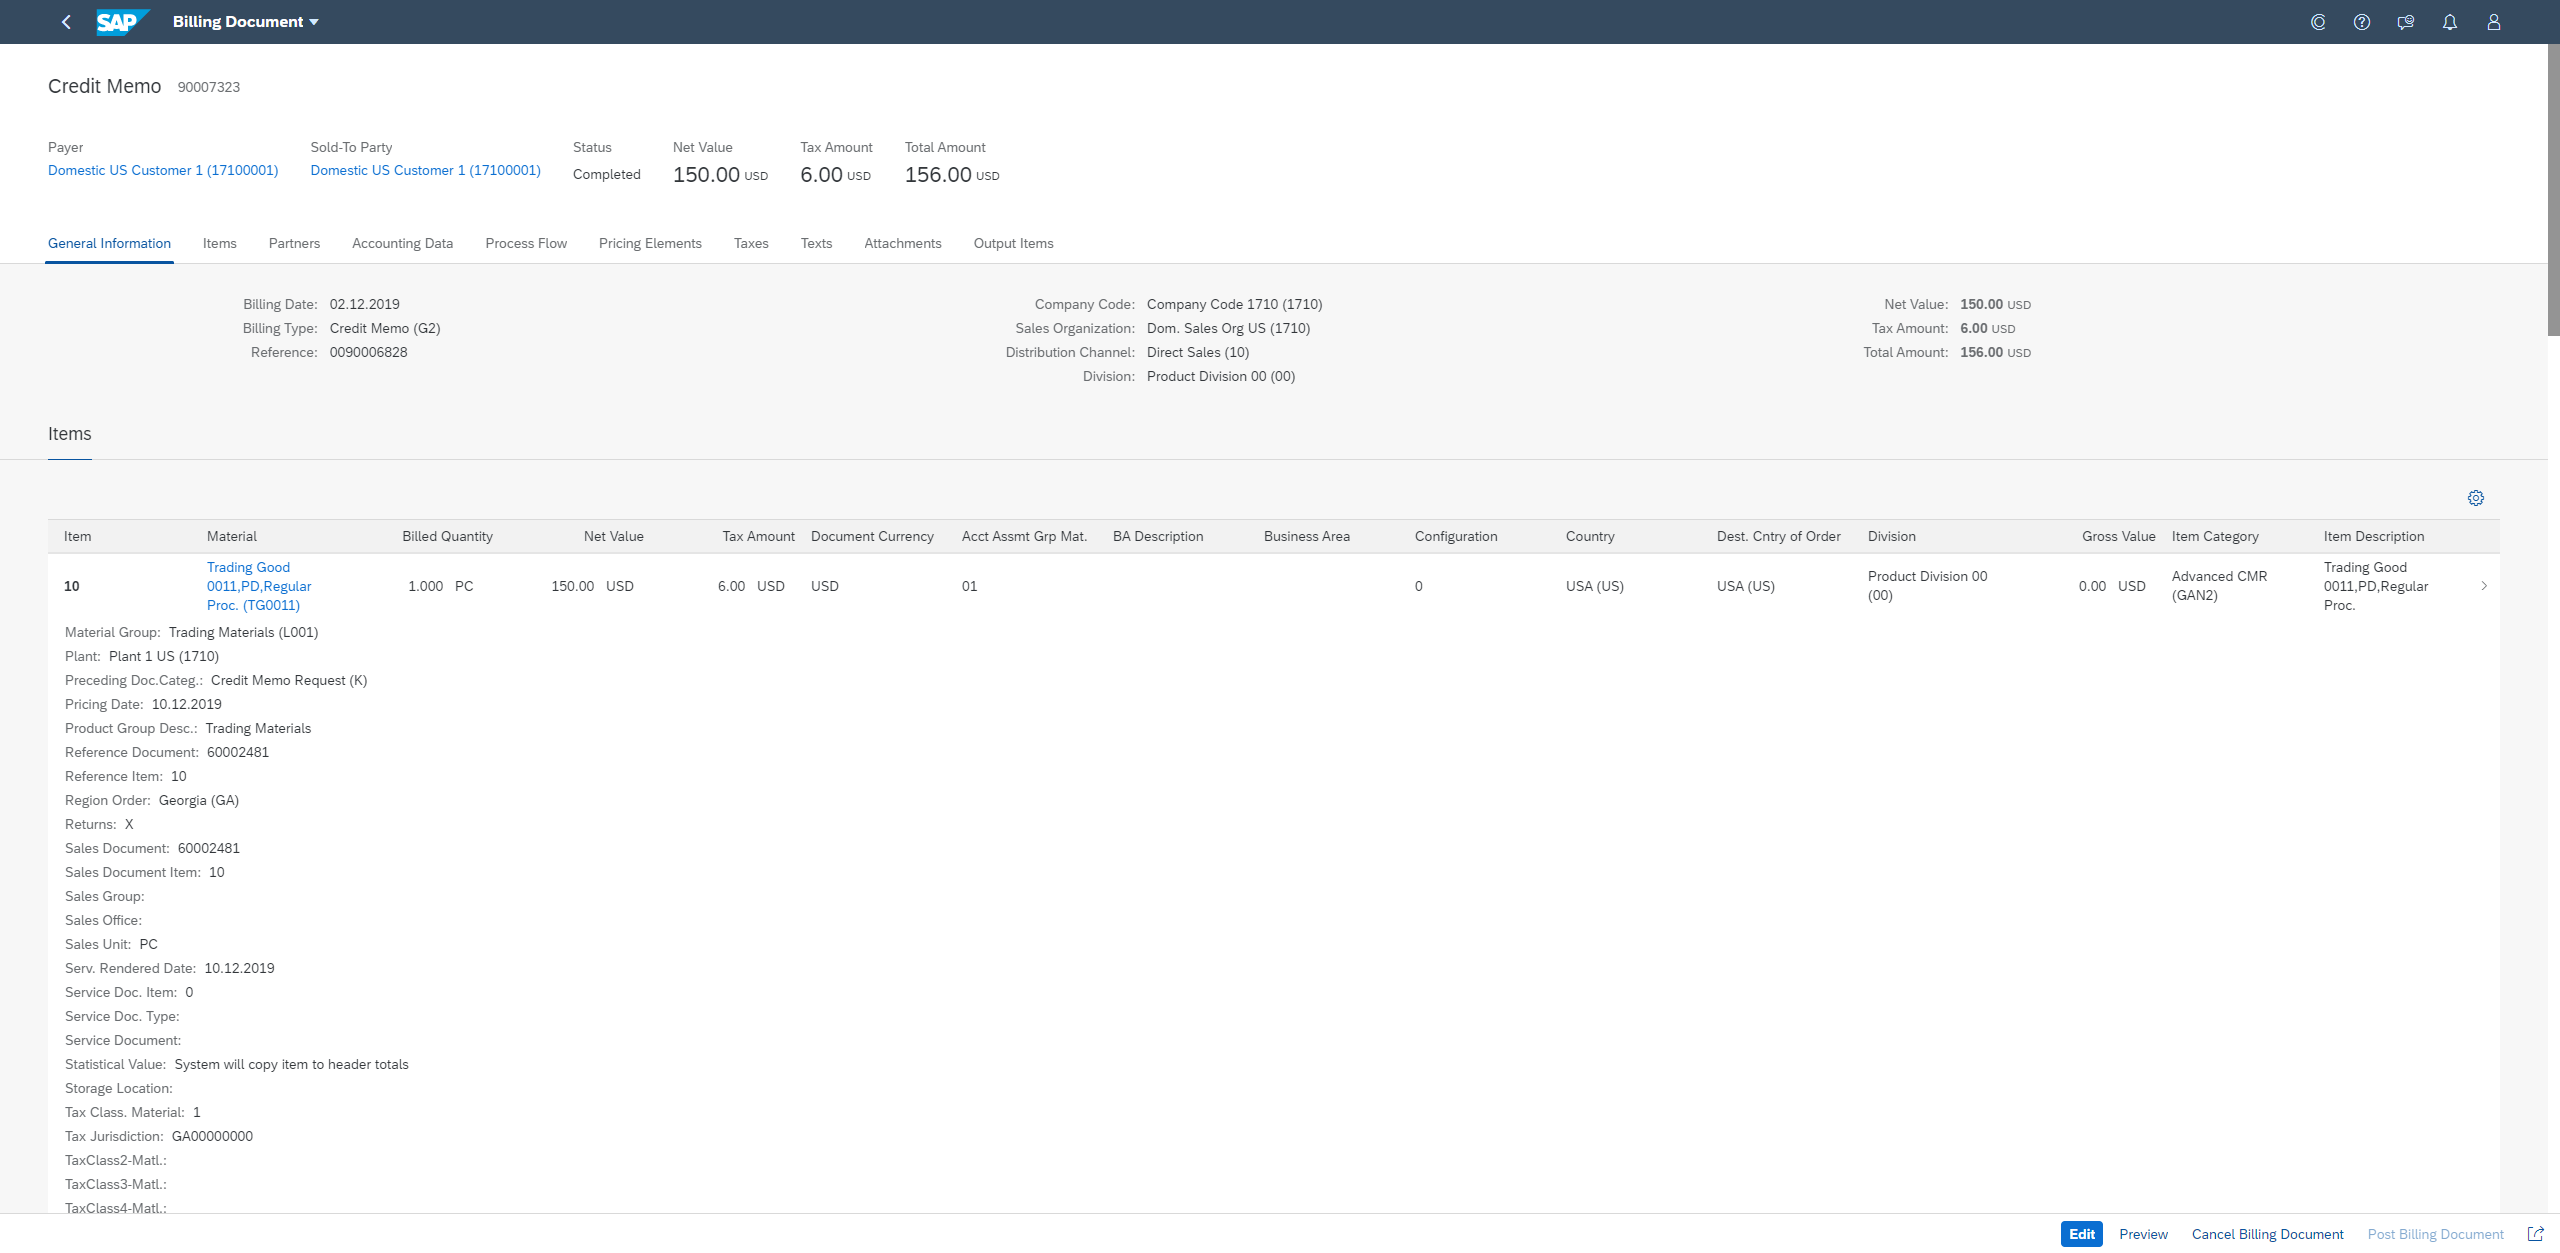 SAP Billing Document
Credit Memo 90007323
Payer Sold-To Party Status Net Value Tax Amount Total Amount
Domestic US Customer 1 (17100001) Domestic US Customer 1 (17100001) Completed 150.00 USD 6.00 USD 156.00 USD
General Information Items Partners Accounting Data Process Flow Pricing Elements Taxes Texts Attachments Output Items
Billing Date: 02.12.2019 Company Code: Company Code 1710 (1710) Net Value: 150.00 USD
Billing Type: Credit Memo (G2) Sales Organization: Dom. Sales Org US (1710) Tax Amount: 6.00 USD
Reference: 0090006828 Distribution Channel: Direct Sales (10) Total Amount: 156.00 USD
Division: Product Division 00 (00)
Items
Item Material Billed Quantity Net Value Tax Amount Document Currency Acct Assmt Grp Mat. BA Description Business Area Configuration Country Dest. Cntry of Order Division Gross Value Item Category Item Description
Trading Good Trading Good
10 0011,PD,Regular 1.000 PC 150.00 USD 6.00 USD USD 01 0 USA (US) USA (US) Product Division 00 0.00 USD Advanced CMR 0011,PD,Regular
Proc. (TG0011) (00) (GAN2) Proc.
Material Group: Trading Materials (L001)
Plant: Plant 1 US (1710)
Preceding Doc.Categ.: Credit Memo Request (K)
Pricing Date: 10.12.2019
Product Group Desc.: Trading Materials
Reference Document: 60002481
Reference Item: 10
Region Order: Georgia (GA)
Returns: X
Sales Document: 60002481
Sales Document Item: 10
Sales Group:
Sales Office:
Sales Unit: PC
Serv. Rendered Date: 10.12.2019
Service Doc. Item: 0
Service Doc. Type:
Service Document:
Statistical Value: System will copy item to header totals
Storage Location:
Tax Class. Material: 1
Tax Jurisdiction: GA00000000
TaxClass2-Matl.:
TaxClass3-Matl.:
TaxClass4-Matl.:
Edit Preview Cancel Billing Document Post Billing Document